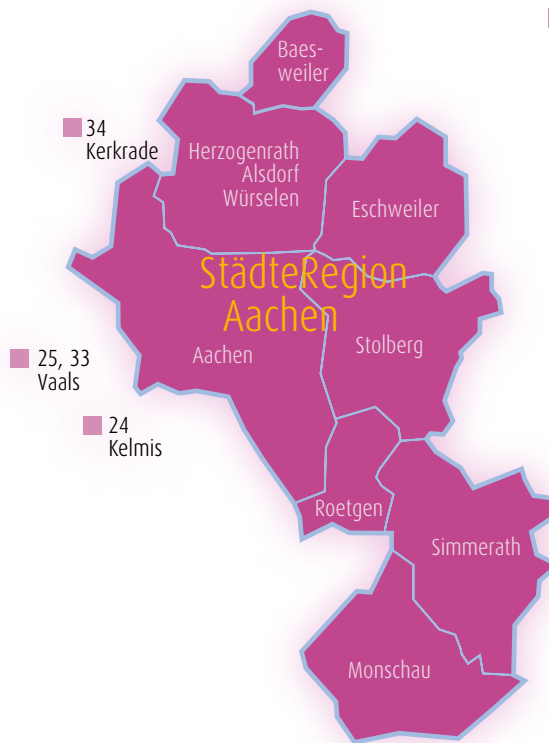 Baes-
weiler
34
Kerkrade
Herzogenrath
Alsdorf
Würselen
Eschweiler
StädteRegion
Aachen
Aachen
Stolberg
25, 33
Vaals
24
Kelmis
Roetgen
Simmerath
Monschau